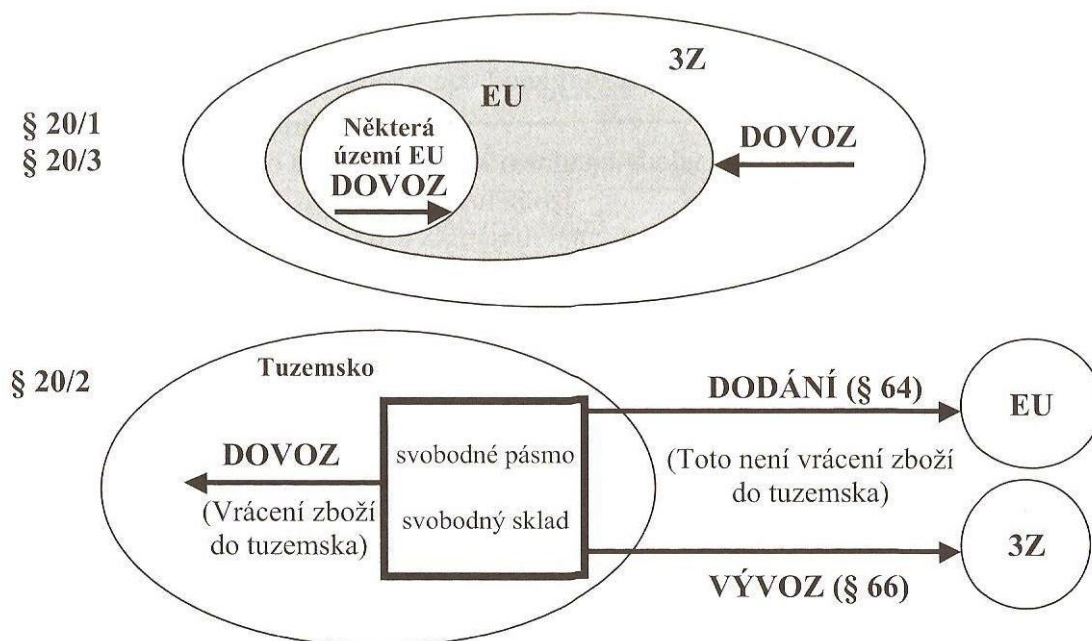 3Z
EU
§ 20/1
§ 20/3
Některá
území EU
DOVOZ
DOVOZ
§ 20/2
Tuzemsko
DOVOZ
(Vrácení zboží
do tuzemska)
svobodné pásmo
svobodný sklad
DODÁNÍ (§ 64)
(Toto není vrácení zboží
do tuzemska)
VÝVOZ (§ 66)
EU
3Z